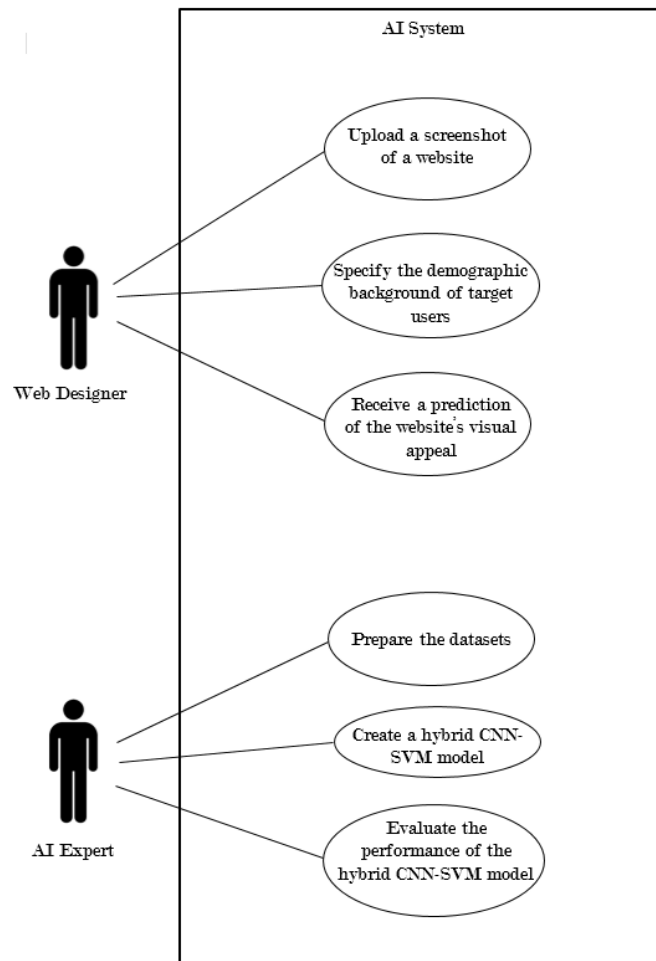 AI System
Upload a screenshot
of a website
Specify the demographic
background of target
users
Web Designer
Receive a prediction
of the website's visual
appeal
Prepare the datasets
Create a hybrid CNN-
SVM model
AI Expert
Evaluate the
performance of the
hybrid CNN-SVM model